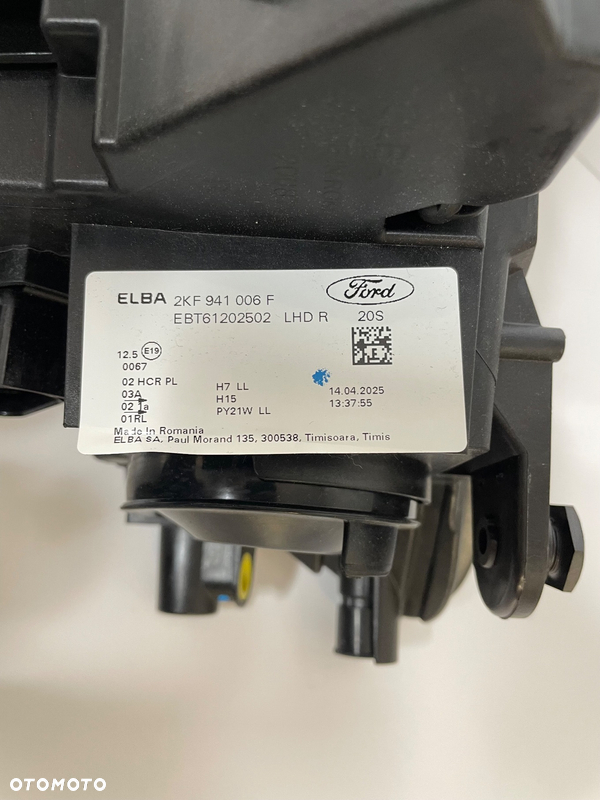 ELBA 2KF 941 006 F Ford
EBT61202502 LHD R 20S
12.5 E19
0067
02 HCR PL H7 LL 14.04.2025
03A H15 13:37:55
02 1a PY21W LL
01RL
Made In Romania
ELBA SA, Paul Morand 135, 300538, Timisoara, Timis
OTOMOTO